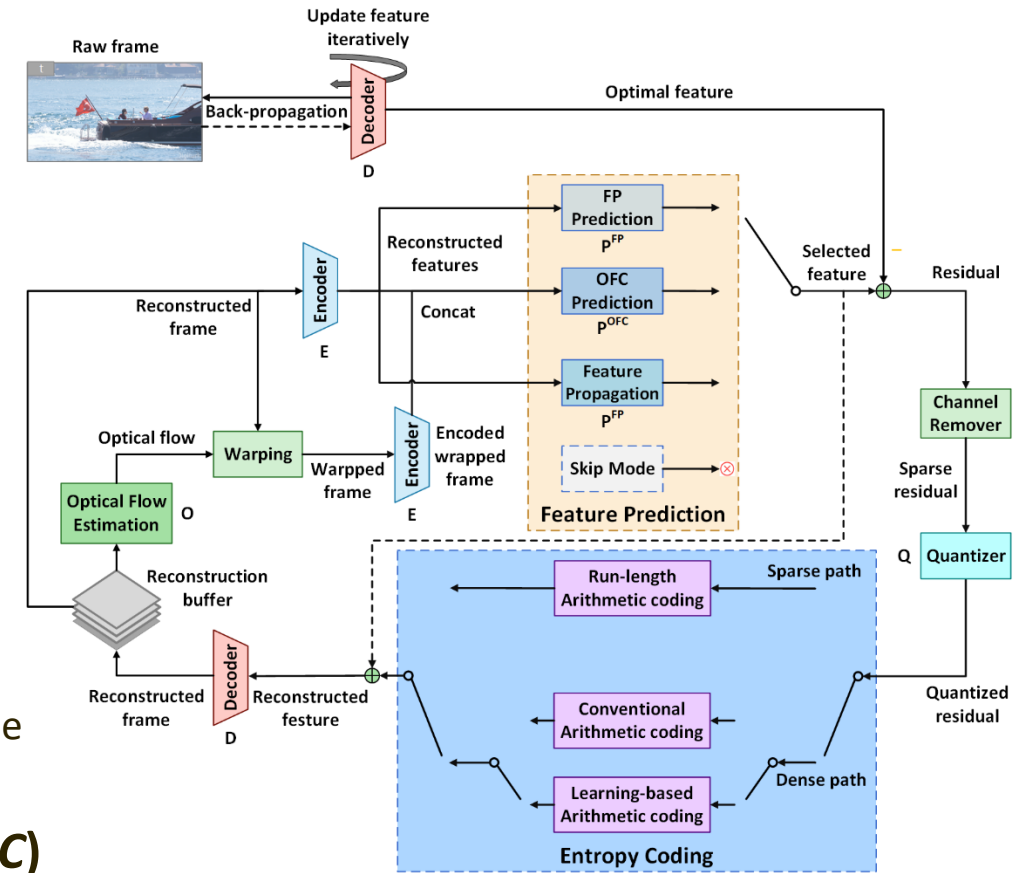 Update feature
iteratively
Raw frame
t
Back-propagation
Decoder
D
Optimal feature
FP
Prediction
P^FP
Reconstructed
features
Selected
feature
–
Residual
Encoder
E
Reconstructed
frame
Concat
OFC
Prediction
P^OFC
Feature
Propagation
P^FP
Channel
Remover
Optical flow
Warping
Warpped
frame
Encoder
E
Encoded
wrapped
frame
Skip Mode
Feature Prediction
Sparse
residual
Optical Flow
Estimation
O
Q
Quantizer
Reconstruction
buffer
Run-length
Arithmetic coding
Sparse path
Reconstructed
frame
Decoder
D
Reconstructed
festure
Quantized
residual
Conventional
Arithmetic coding
Dense path
Learning-based
Arithmetic coding
Entropy Coding
e
C)